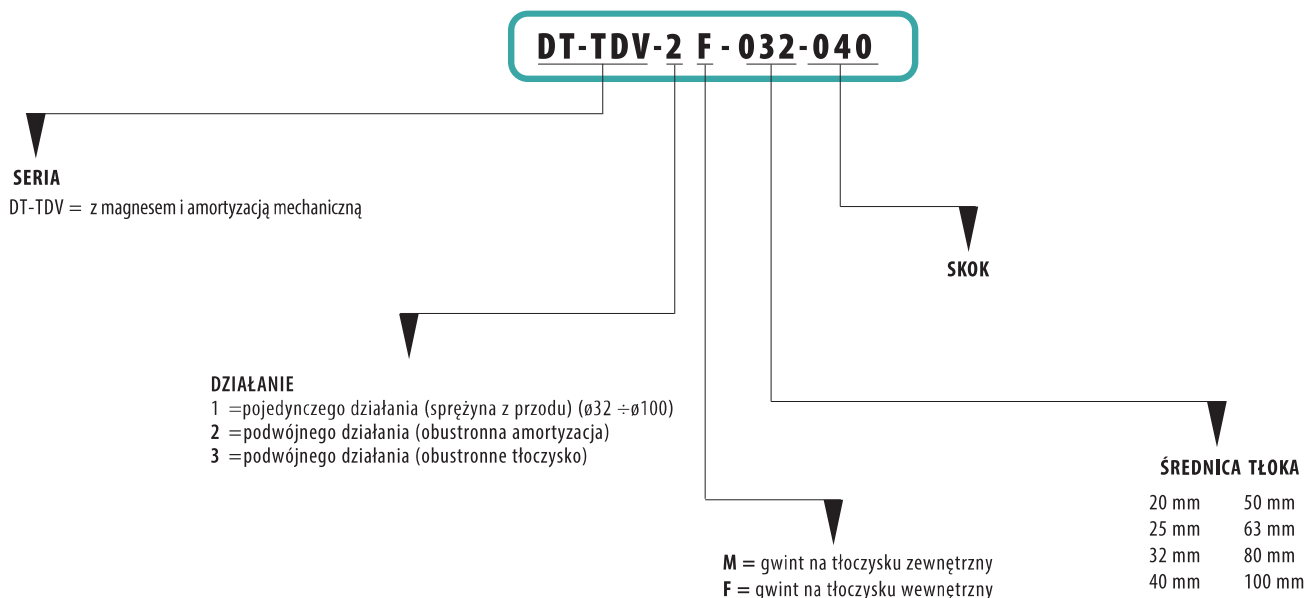 DT-TDV-2 F - 032-040
SERIA
DT-TDV = z magnesem i amortyzacją mechaniczną
SKOK
DZIAŁANIE
1 =pojedynczego działania (sprężyna z przodu) (ø32 ÷ø100)
2 =podwójnego działania (obustronna amortyzacja)
3 =podwójnego działania (obustronne tłoczysko)
ŚREDNICA TŁOKA
20 mm 50 mm
25 mm 63 mm
32 mm 80 mm
40 mm 100 mm
M = gwint na tłoczysku zewnętrzny
F = gwint na tłoczysku wewnętrzny